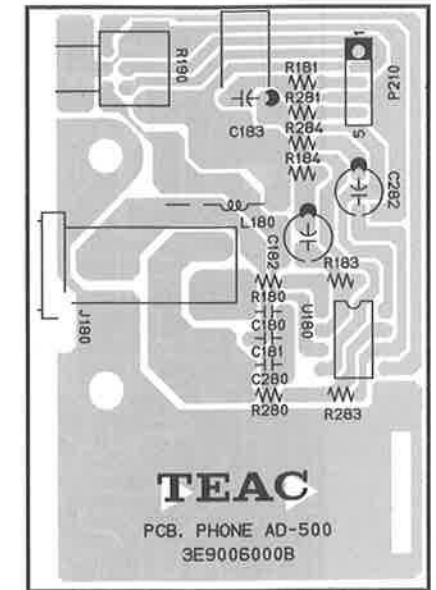 1
R190
R181
P210
R281
C183
R284
5
R184
C282
L180
C182
R183
R180
U180
J180
C180
C181
C280
R280
R283
TEAC
PCB. PHONE AD-500
3E9006000B